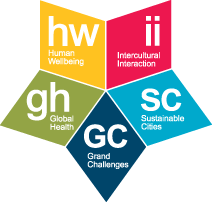 hw
Human
Wellbeing
ii
Intercultural
Interaction
gh
Global
Health
sc
Sustainable
Cities
GC
Grand
Challenges